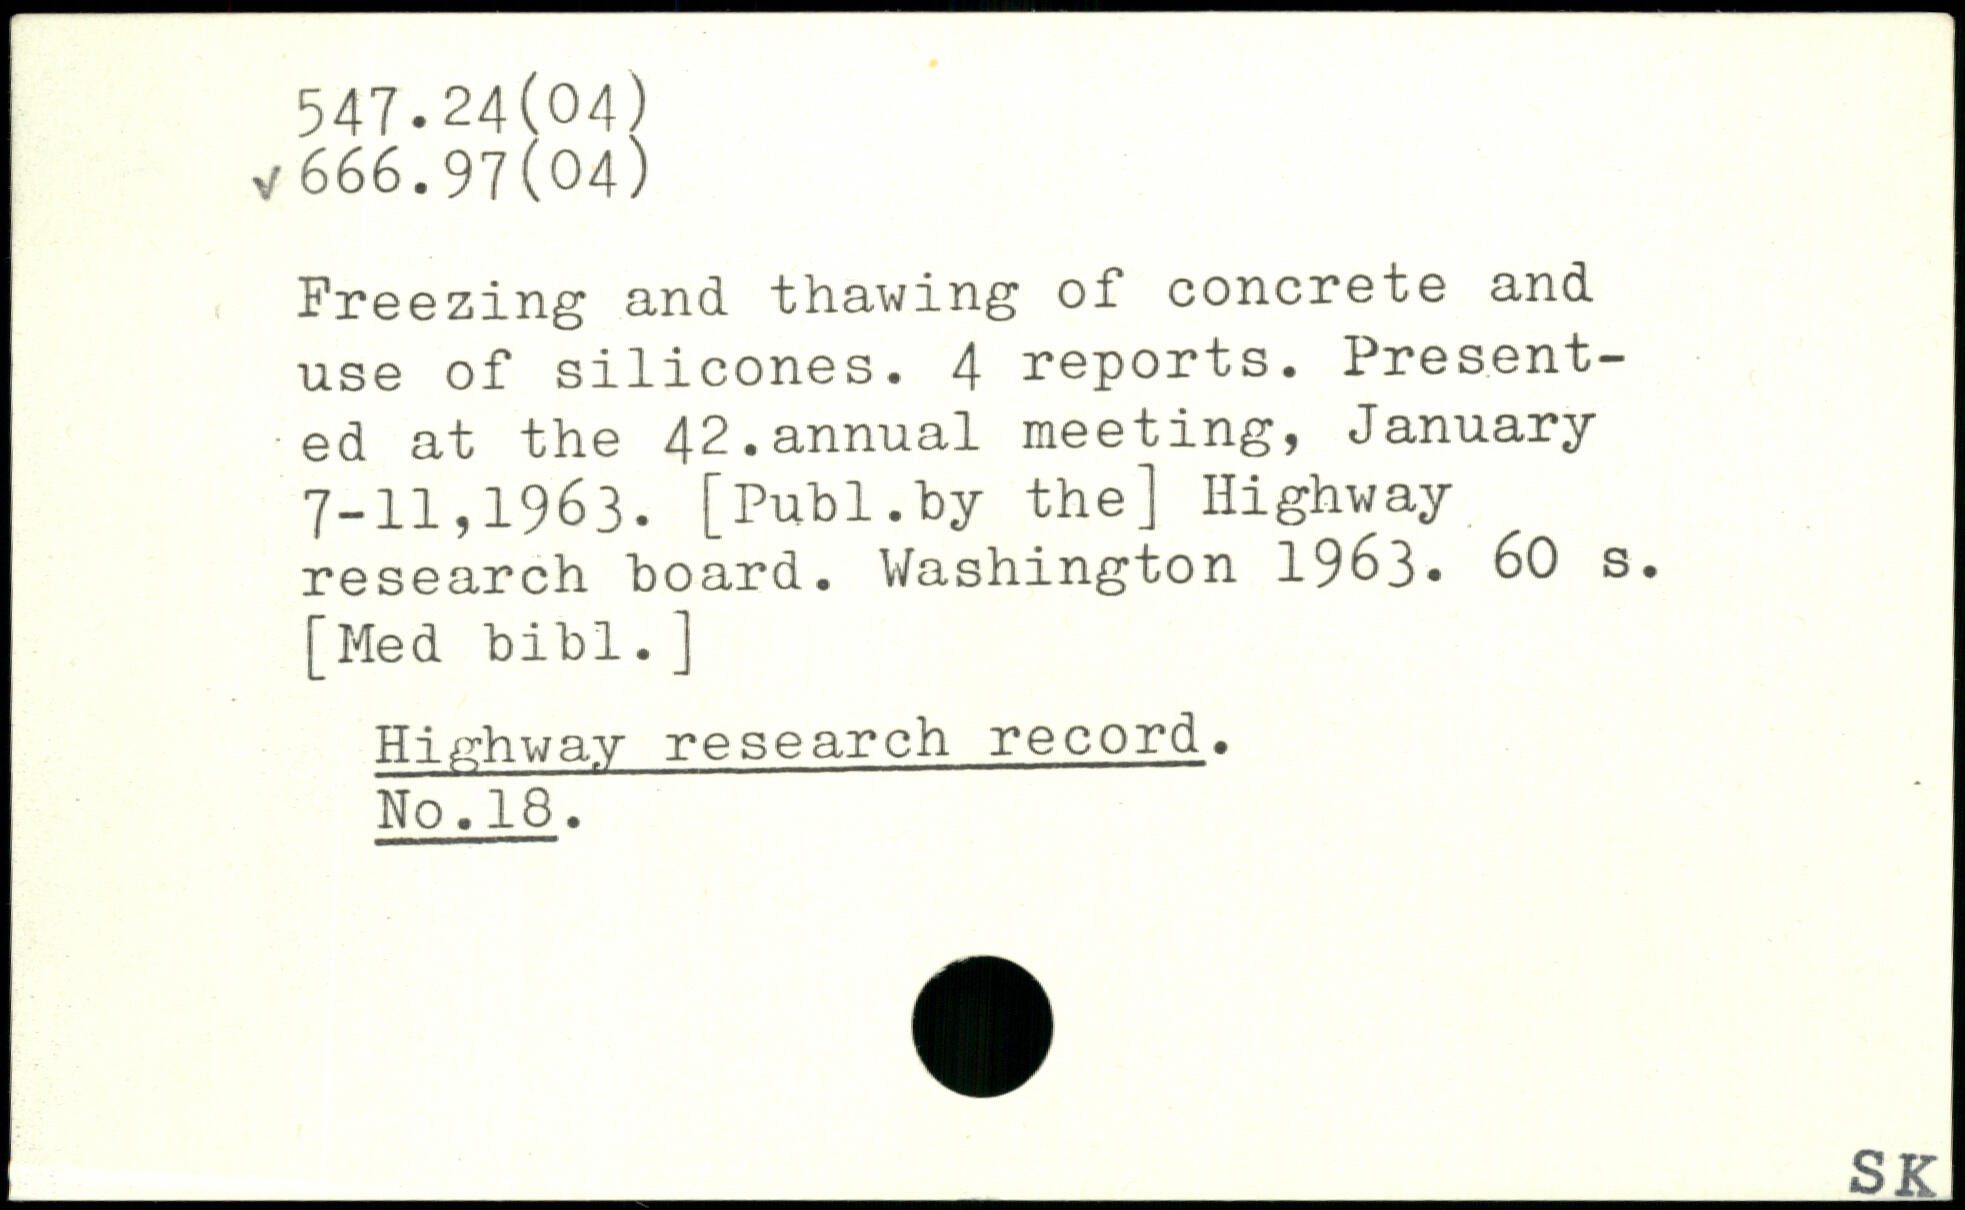 547.24(04)
✓ 666.97(04)
Freezing and thawing of concrete and
use of silicones. 4 reports. Present-
ed at the 42.annual meeting, January
7-11,1963. [Publ.by the] Highway
research board. Washington 1963. 60 s.
[Med bibl.]
Highway research record.
No.18.
SK